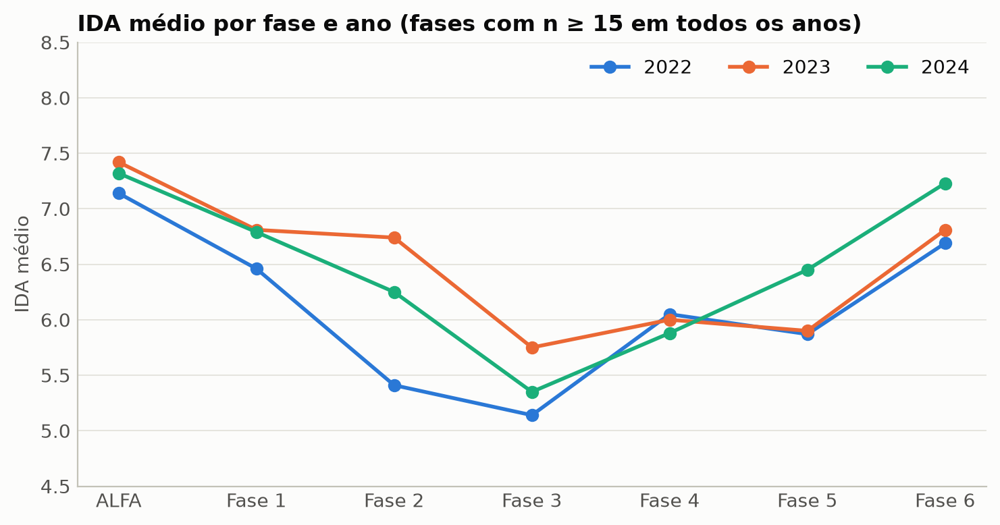 IDA médio por fase e ano (fases com n ≥ 15 em todos os anos)
2022 2023 2024
8.5
8.0
7.5
7.0
6.5
6.0
5.5
5.0
4.5
IDA médio
ALFA Fase 1 Fase 2 Fase 3 Fase 4 Fase 5 Fase 6